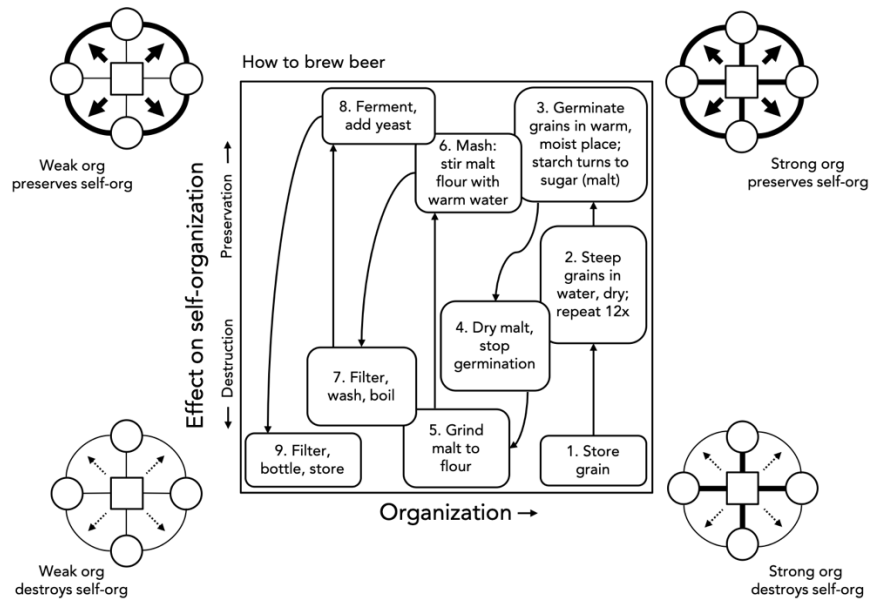 How to brew beer
8. Ferment,
add yeast
3. Germinate
grains in warm,
moist place;
starch turns to
sugar (malt)
6. Mash:
stir malt
flour with
warm water
2. Steep
grains in
water, dry;
repeat 12x
4. Dry malt,
stop
germination
7. Filter,
wash, boil
5. Grind
malt to
flour
9. Filter,
bottle, store
1. Store
grain
Effect on self-organization
Destruction
Preservation
Organization
Weak org
preserves self-org
Strong org
preserves self-org
Weak org
destroys self-org
Strong org
destroys self-org